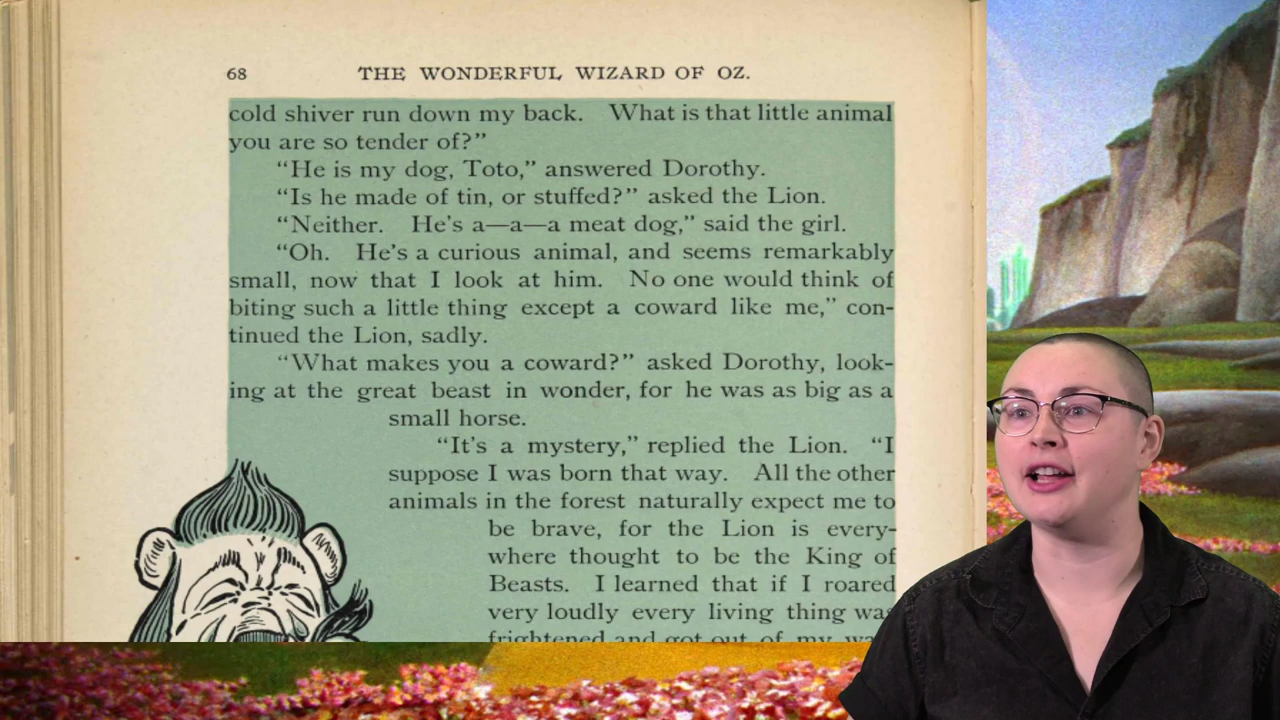 68
THE WONDERFUL WIZARD OF OZ.
cold shiver run down my back. What is that little animal
you are so tender of?”
“He is my dog, Toto,” answered Dorothy.
“Is he made of tin, or stuffed?” asked the Lion.
“Neither. He’s a—a—a meat dog,” said the girl.
“Oh. He’s a curious animal, and seems remarkably
small, now that I look at him. No one would think of
biting such a little thing except a coward like me,” con-
tinued the Lion, sadly.
“What makes you a coward?” asked Dorothy, look-
ing at the great beast in wonder, for he was as big as a
small horse.
“It’s a mystery,” replied the Lion. “I
suppose I was born that way. All the other
animals in the forest naturally expect me to
be brave, for the Lion is every-
where thought to be the King of
Beasts. I learned that if I roared
very loudly every living thing was
frightened and got out of my